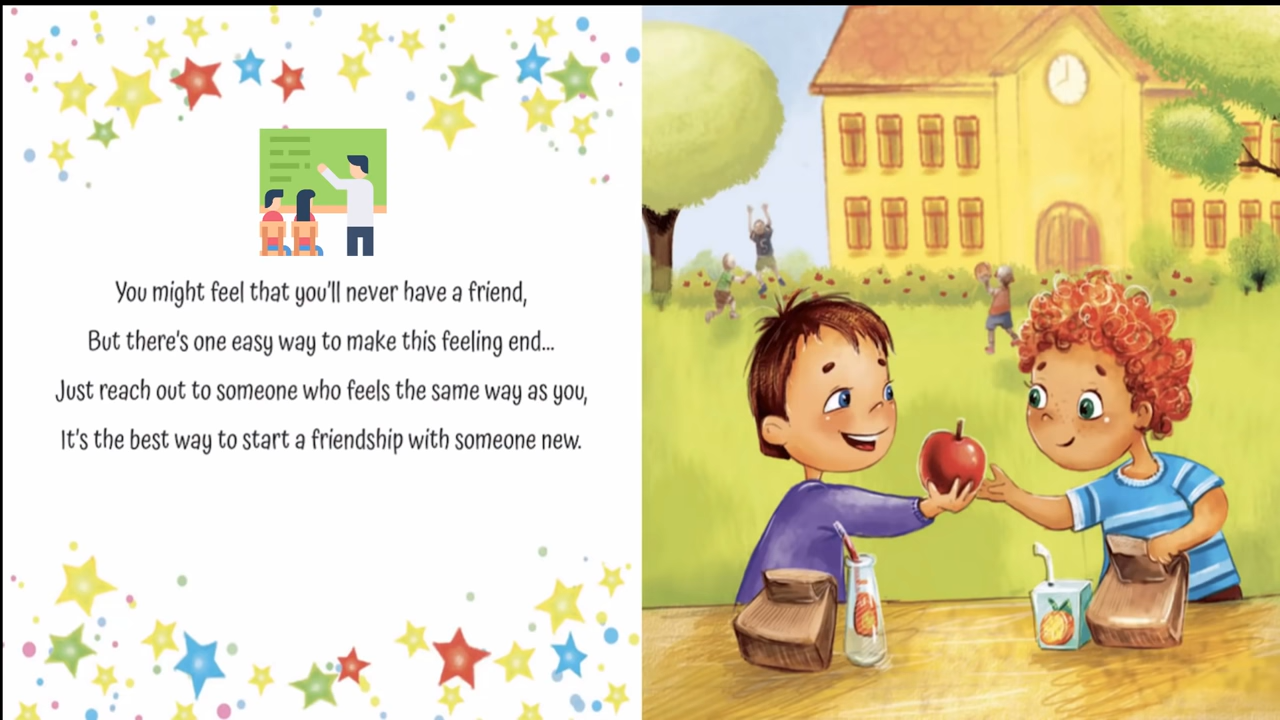 You might feel that you'll never have a friend,
But there's one easy way to make this feeling end...
Just reach out to someone who feels the same way as you,
It's the best way to start a friendship with someone new.